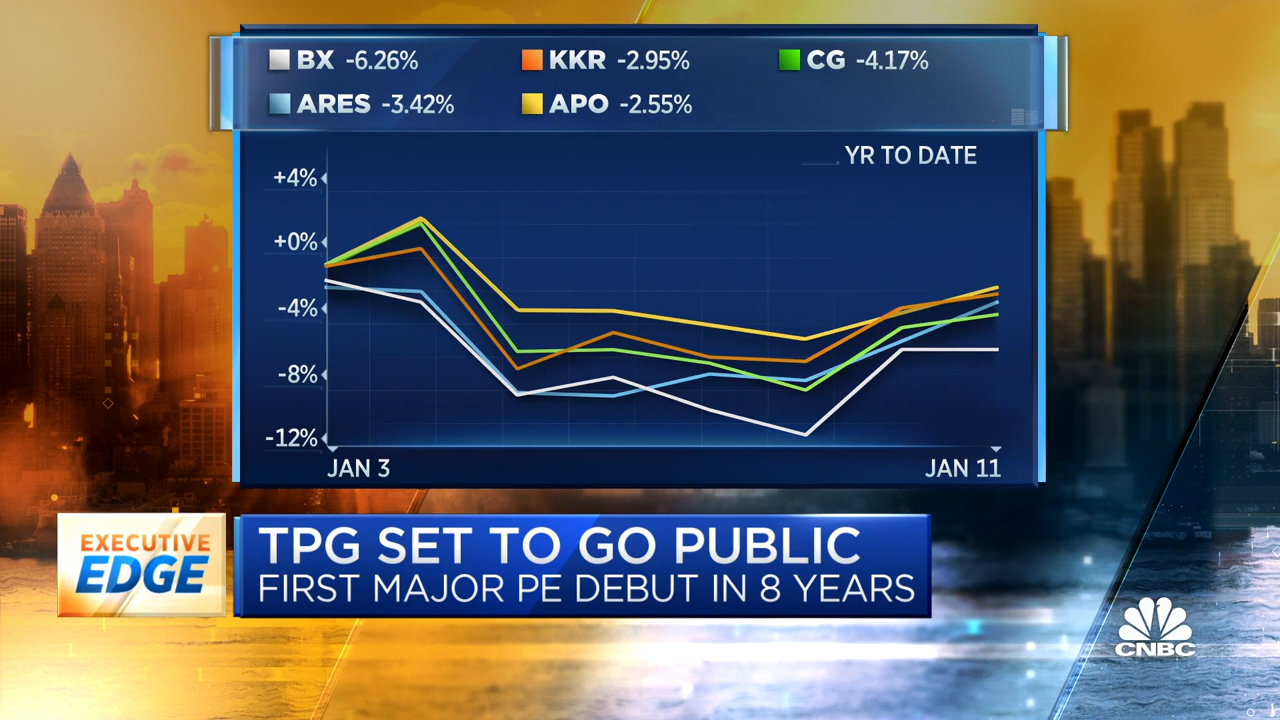 BX -6.26%
KKR -2.95%
CG -4.17%
ARES -3.42%
APO -2.55%
YR TO DATE
+4%
+0%
-4%
-8%
-12%
JAN 3
JAN 11
EXECUTIVE
EDGE
TPG SET TO GO PUBLIC
FIRST MAJOR PE DEBUT IN 8 YEARS
CNBC